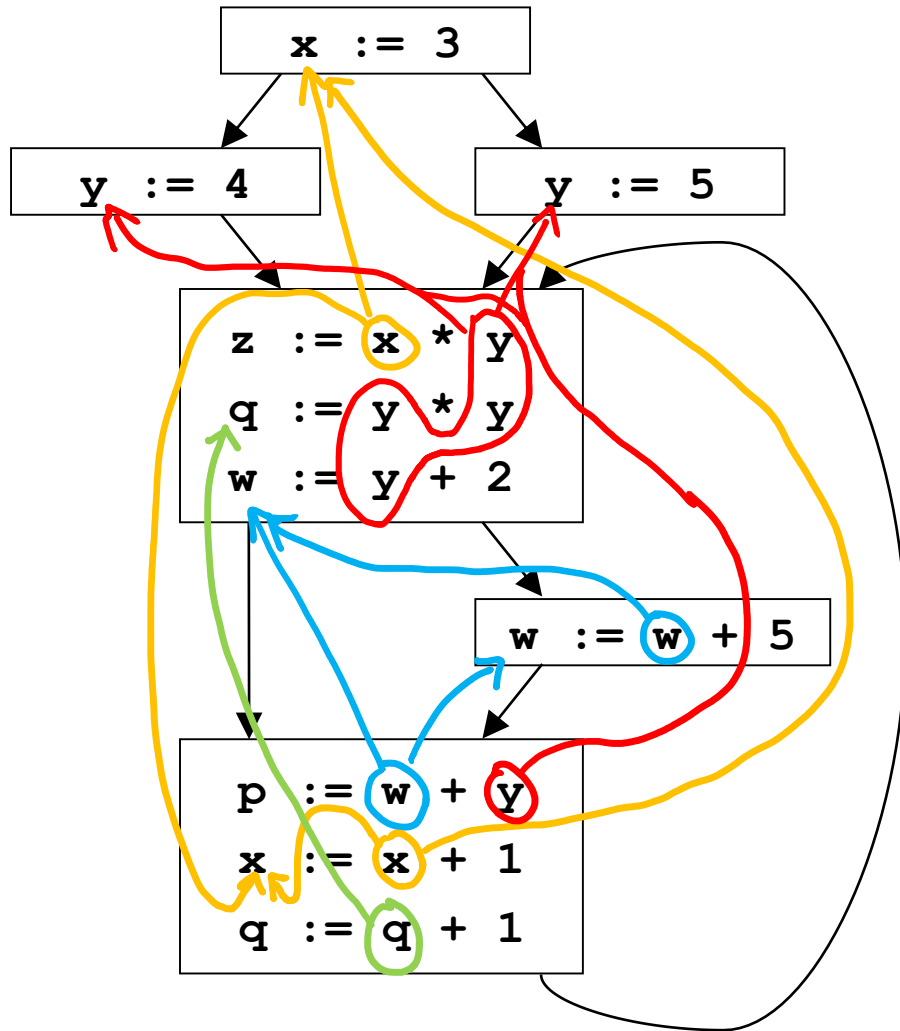 x := 3
y := 4
y := 5
z := x * y
q := y * y
w := y + 2
w := w + 5
p := w + y
x := x + 1
q := q + 1